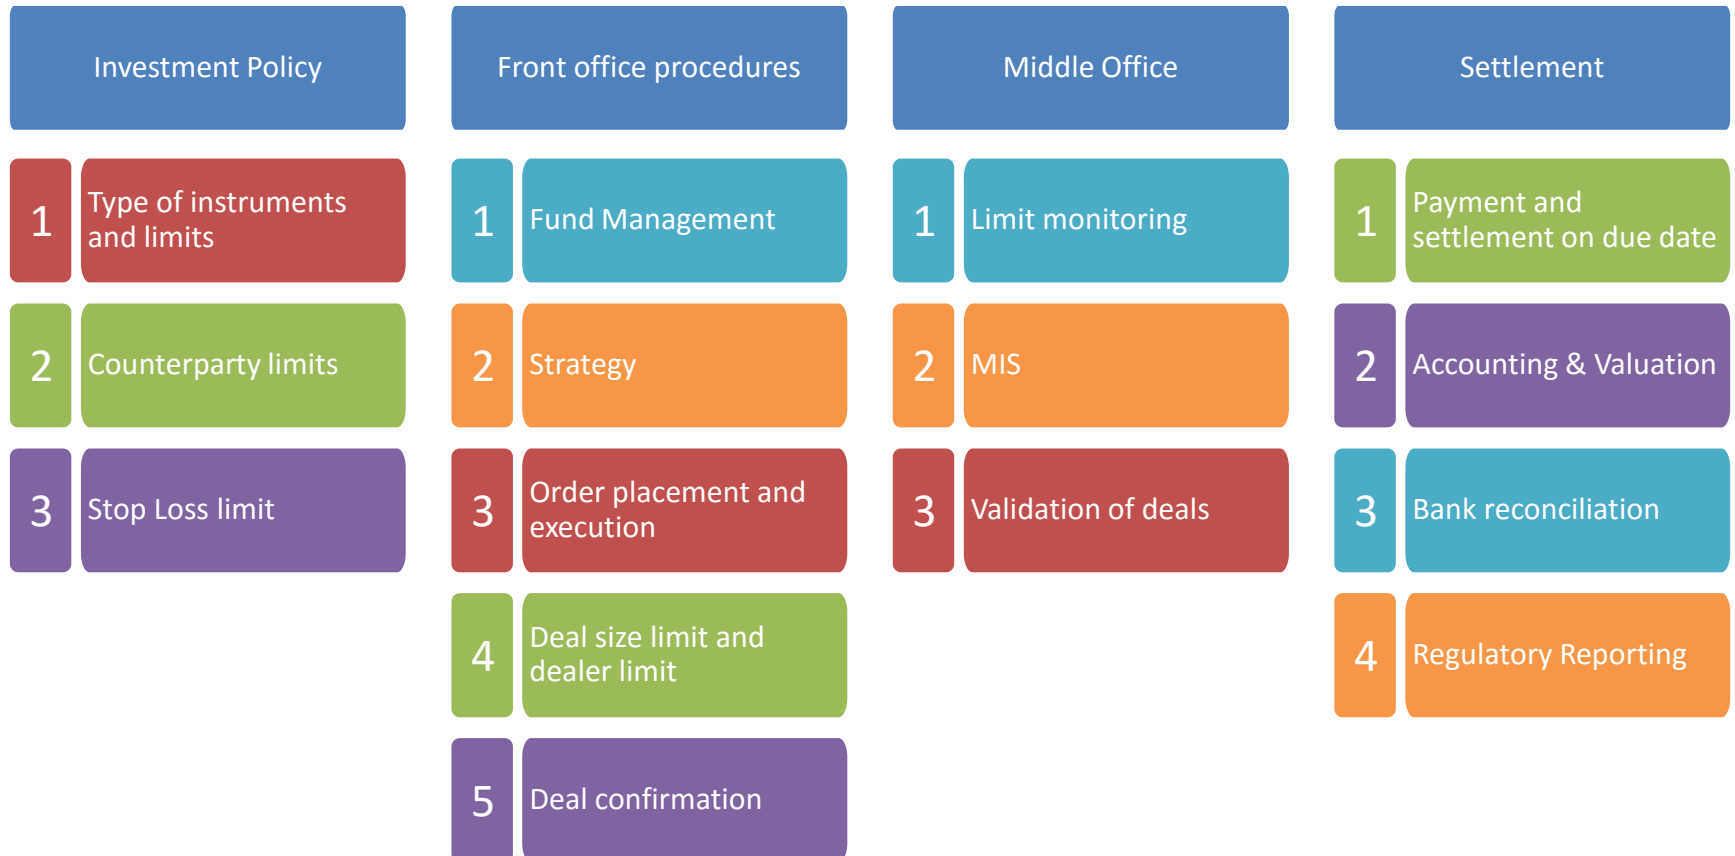 Investment Policy
1
Type of instruments
and limits
2
Counterparty limits
3
Stop Loss limit
Front office procedures
1
Fund Management
2
Strategy
3
Order placement and
execution
4
Deal size limit and
dealer limit
5
Deal confirmation
Middle Office
1
Limit monitoring
2
MIS
3
Validation of deals
Settlement
1
Payment and
settlement on due date
2
Accounting & Valuation
3
Bank reconciliation
4
Regulatory Reporting